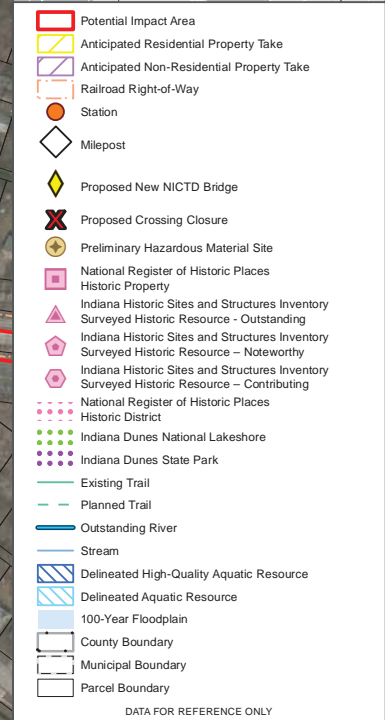 Potential Impact Area
Anticipated Residential Property Take
Anticipated Non-Residential Property Take
Railroad Right-of-Way
Station
Milepost
Proposed New NICTD Bridge
Proposed Crossing Closure
Preliminary Hazardous Material Site
National Register of Historic Places
Historic Property
Indiana Historic Sites and Structures Inventory
Surveyed Historic Resource - Outstanding
Indiana Historic Sites and Structures Inventory
Surveyed Historic Resource – Noteworthy
Indiana Historic Sites and Structures Inventory
Surveyed Historic Resource – Contributing
National Register of Historic Places
Historic District
Indiana Dunes National Lakeshore
Indiana Dunes State Park
Existing Trail
Planned Trail
Outstanding River
Stream
Delineated High-Quality Aquatic Resource
Delineated Aquatic Resource
100-Year Floodplain
County Boundary
Municipal Boundary
Parcel Boundary
DATA FOR REFERENCE ONLY